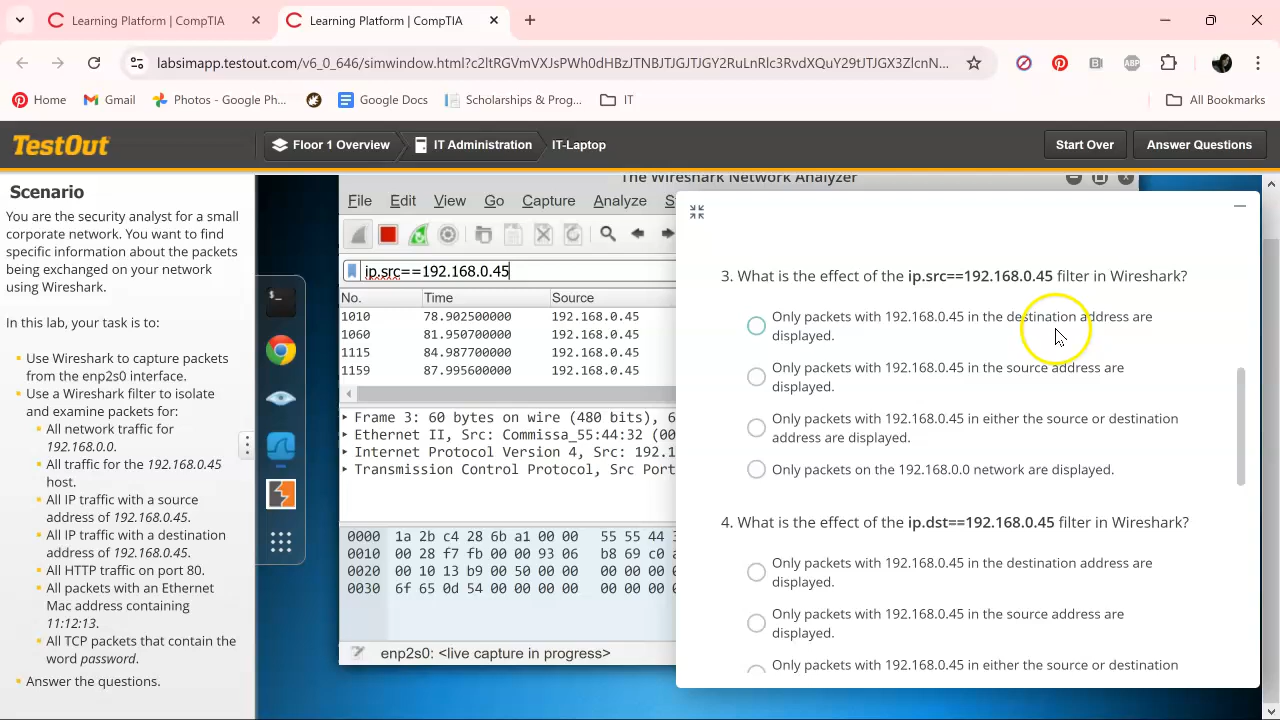 Learning Platform | CompTIA
Learning Platform | CompTIA
labsimapp.testout.com/v6_0_646/simwindow.html?c2ltRGVmVXJsPWh0dHBzJTNBJTJGJTJGY2RuLnRlc3RvdXQuY29tJTJGX3ZlcnN...
Home
Gmail
Photos - Google Ph...
Google Docs
Scholarships & Prog...
IT
All Bookmarks
TestOut
Floor 1 Overview
IT Administration
IT-Laptop
Start Over
Answer Questions
Scenario
You are the security analyst for a small
corporate network. You want to find
specific information about the packets
being exchanged on your network
using Wireshark.
In this lab, your task is to:
Use Wireshark to capture packets
from the enp2s0 interface.
Use a Wireshark filter to isolate
and examine packets for:
All network traffic for
192.168.0.0.
All traffic for the 192.168.0.45
host.
All IP traffic with a source
address of 192.168.0.45.
All IP traffic with a destination
address of 192.168.0.45.
All HTTP traffic on port 80.
All packets with an Ethernet
Mac address containing
11:12:13.
All TCP packets that contain the
word password.
Answer the questions.
The Wireshark Network Analyzer
File Edit View Go Capture Analyze S
ip.src==192.168.0.45
No. Time Source
1010 78.902500000 192.168.0.45
1060 81.950700000 192.168.0.45
1115 84.987700000 192.168.0.45
1159 87.995600000 192.168.0.45
Frame 3: 60 bytes on wire (480 bits), 6
Ethernet II, Src: Commissa_55:44:32 (00
Internet Protocol Version 4, Src: 192.1
Transmission Control Protocol, Src Port
0000 1a 2b c4 28 6b a1 00 00 55 55 44 3
0010 00 28 f7 fb 00 00 93 06 b8 69 c0 a
0020 00 10 13 b9 00 50 00 00 00 00 00
0030 6f 65 0d 54 00 00 00 00 00 00 00
enp2s0: <live capture in progress>
3. What is the effect of the ip.src==192.168.0.45 filter in Wireshark?
Only packets with 192.168.0.45 in the destination address are
displayed.
Only packets with 192.168.0.45 in the source address are
displayed.
Only packets with 192.168.0.45 in either the source or destination
address are displayed.
Only packets on the 192.168.0.0 network are displayed.
4. What is the effect of the ip.dst==192.168.0.45 filter in Wireshark?
Only packets with 192.168.0.45 in the destination address are
displayed.
Only packets with 192.168.0.45 in the source address are
displayed.
Only packets with 192.168.0.45 in either the source or destination